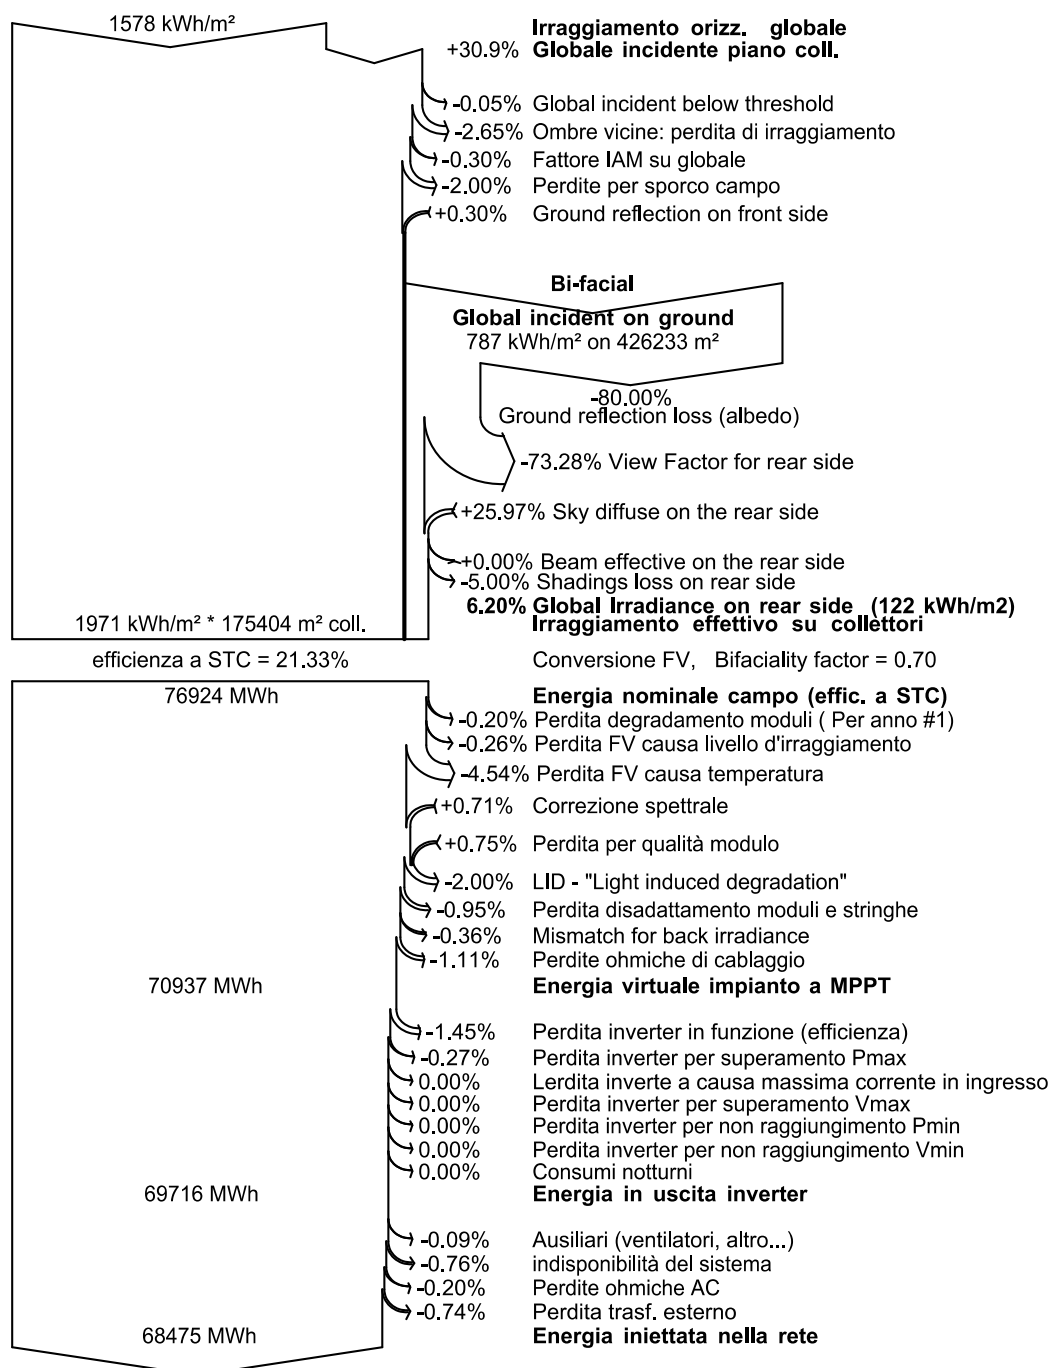 1578 kWh/m² Irraggiamento orizz. globale
+30.9% Globale incidente piano coll.
-0.05% Global incident below threshold
-2.65% Ombre vicine: perdita di irraggiamento
-0.30% Fattore IAM su globale
-2.00% Perdite per sporco campo
+0.30% Ground reflection on front side
Bi-facial
Global incident on ground
787 kWh/m² on 426233 m²
-80.00%
Ground reflection loss (albedo)
-73.28% View Factor for rear side
+25.97% Sky diffuse on the rear side
+0.00% Beam effective on the rear side
-5.00% Shadings loss on rear side
6.20% Global Irradiance on rear side (122 kWh/m2)
1971 kWh/m² * 175404 m² coll. Irraggiamento effettivo su collettori
efficienza a STC = 21.33% Conversione FV, Bifaciality factor = 0.70
76924 MWh Energia nominale campo (effic. a STC)
-0.20% Perdita degradamento moduli ( Per anno #1)
-0.26% Perdita FV causa livello d'irraggiamento
-4.54% Perdita FV causa temperatura
+0.71% Correzione spettrale
+0.75% Perdita per qualità modulo
-2.00% LID - "Light induced degradation"
-0.95% Perdita disadattamento moduli e stringhe
-0.36% Mismatch for back irradiance
-1.11% Perdite ohmiche di cablaggio
70937 MWh Energia virtuale impianto a MPPT
-1.45% Perdita inverter in funzione (efficienza)
-0.27% Perdita inverter per superamento Pmax
0.00% Lerdita inverte a causa massima corrente in ingresso
0.00% Perdita inverter per superamento Vmax
0.00% Perdita inverter per non raggiungimento Pmin
0.00% Perdita inverter per non raggiungimento Vmin
0.00% Consumi notturni
69716 MWh Energia in uscita inverter
-0.09% Ausiliari (ventilatori, altro...)
-0.76% indisponibilità del sistema
-0.20% Perdite ohmiche AC
-0.74% Perdita trasf. esterno
68475 MWh Energia iniettata nella rete